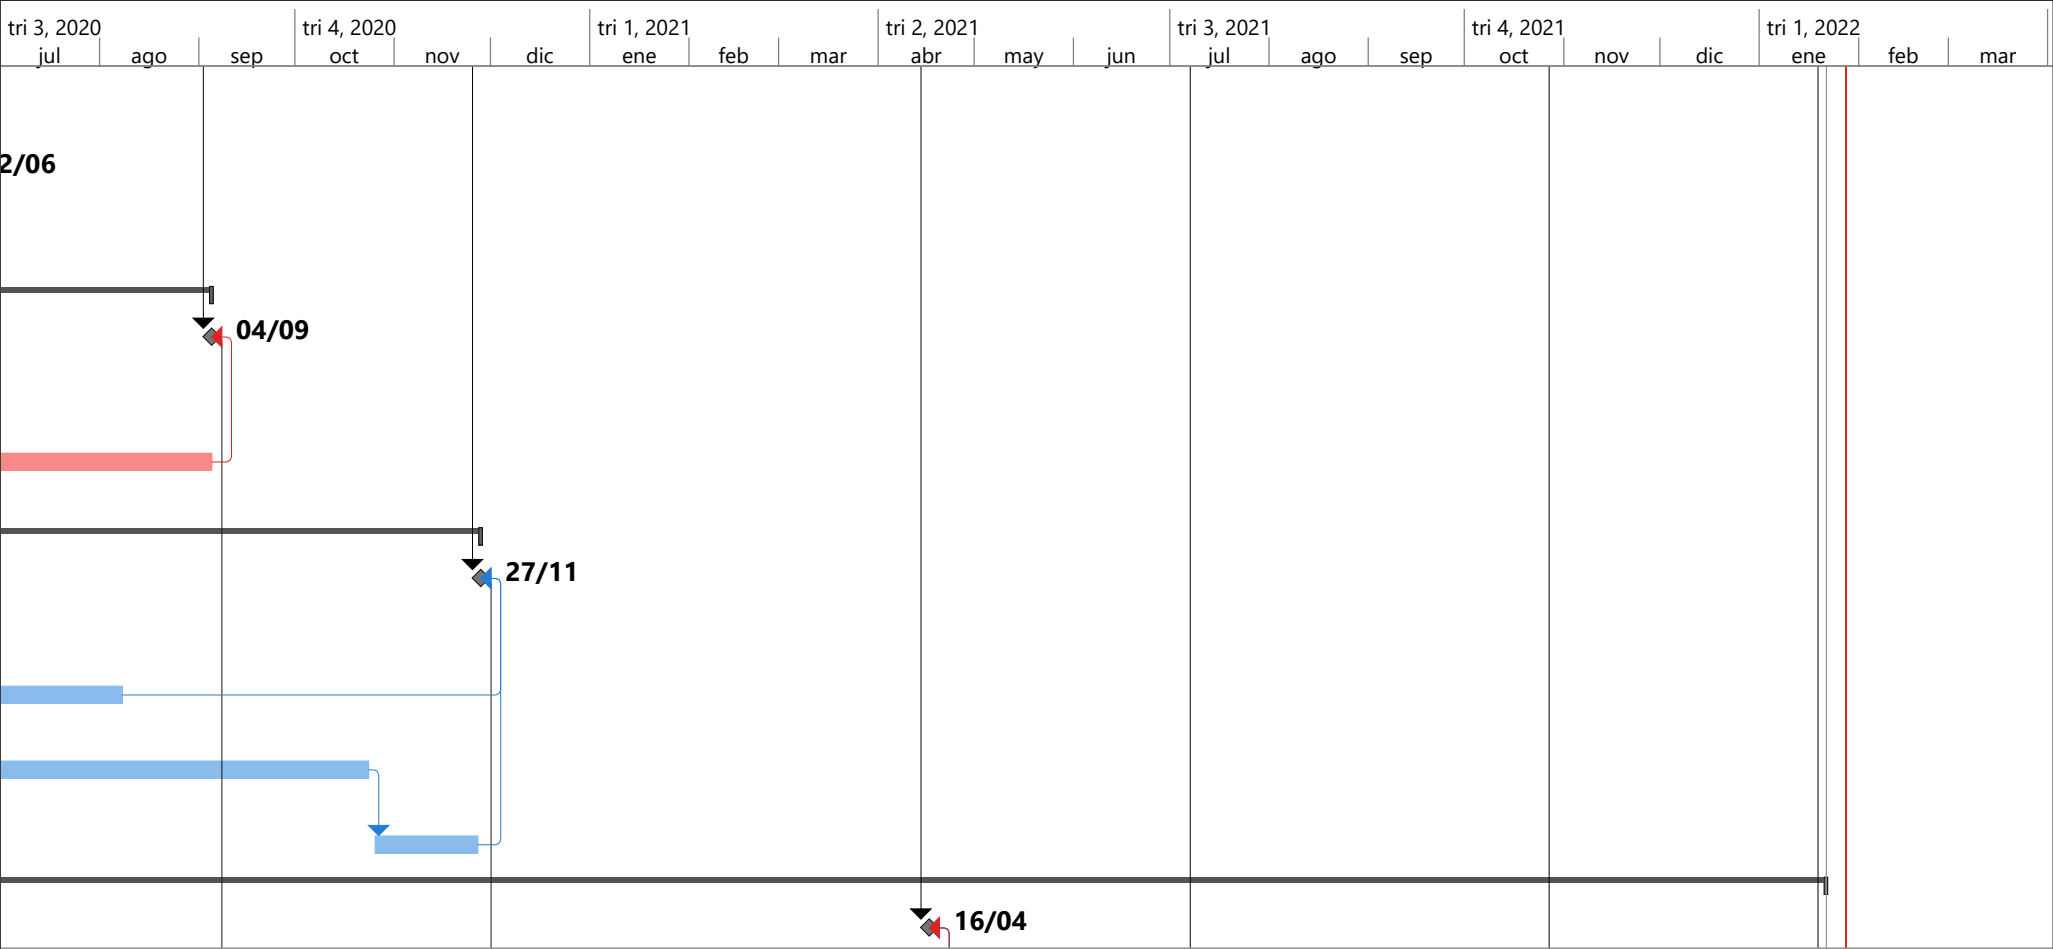 tri 3, 2020 tri 4, 2020 tri 1, 2021 tri 2, 2021 tri 3, 2021 tri 4, 2021 tri 1, 2022
jul ago sep oct nov dic ene feb mar abr may jun jul ago sep oct nov dic ene feb mar
2/06
04/09
27/11
16/04